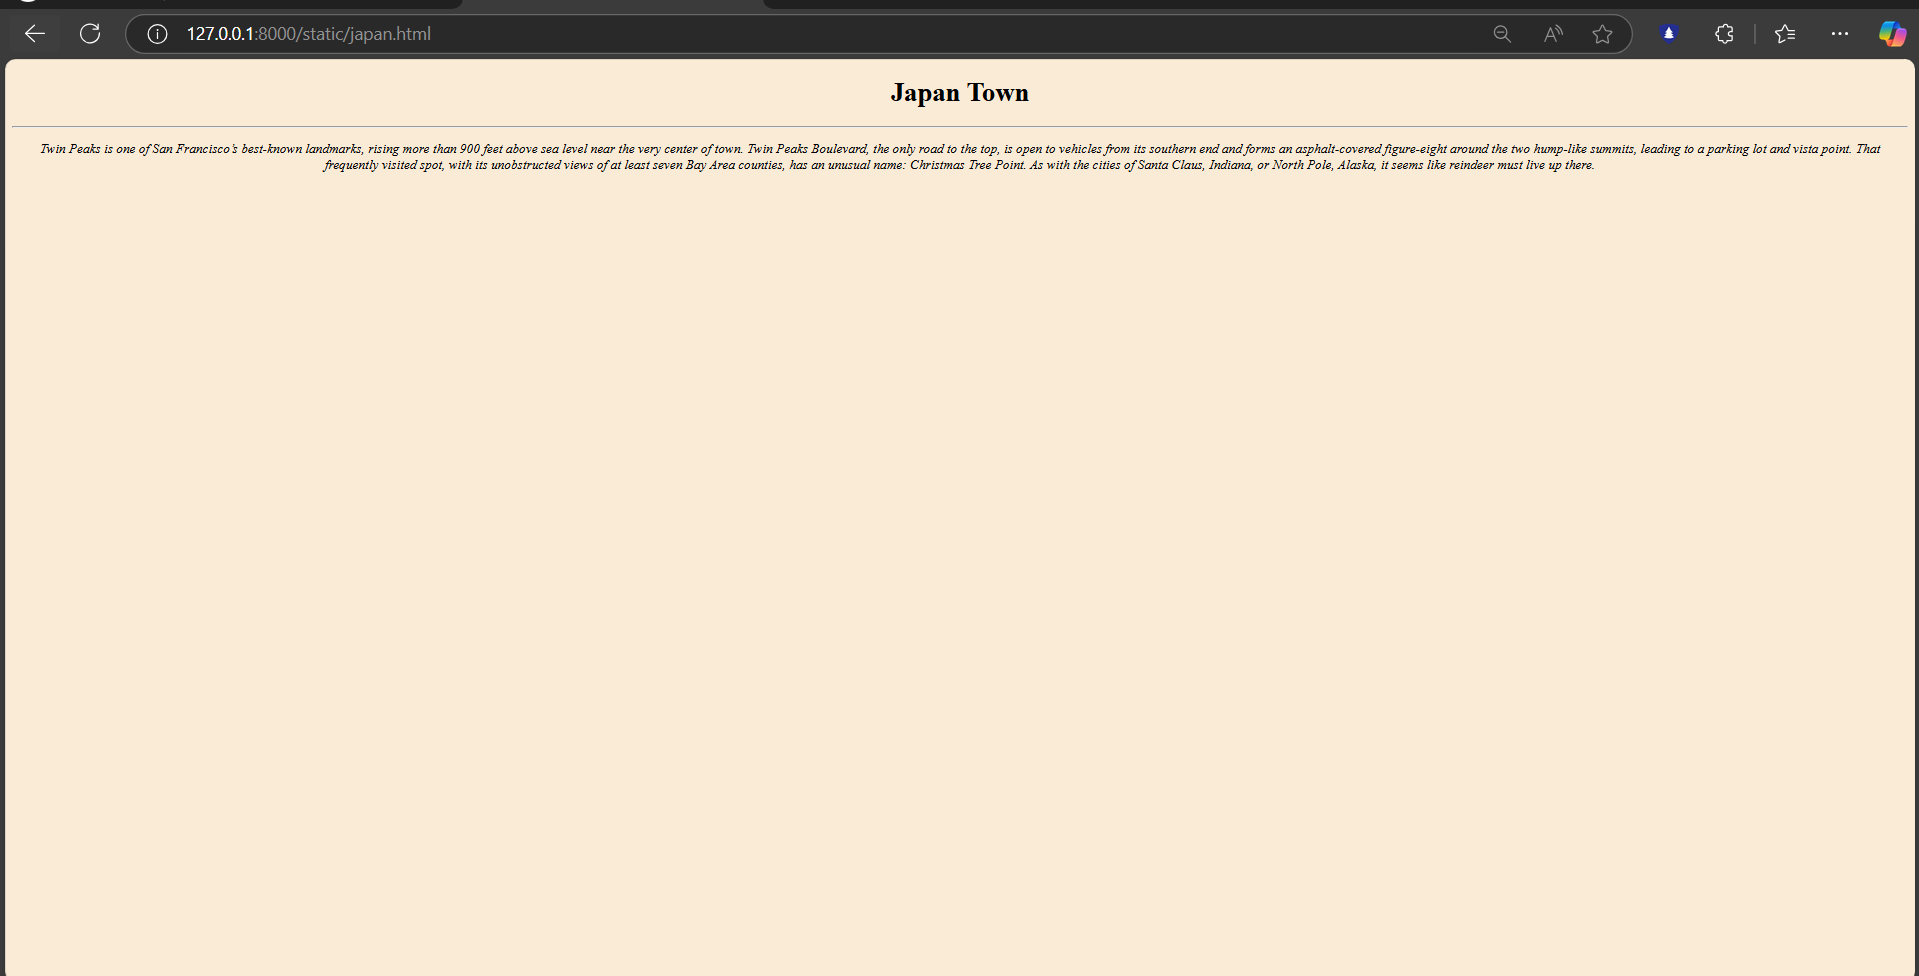 127.0.0.1:8000/static/japan.html
Japan Town
Twin Peaks is one of San Francisco's best-known landmarks, rising more than 900 feet above sea level near the very center of town. Twin Peaks Boulevard, the only road to the top, is open to vehicles from its southern end and forms an asphalt-covered figure-eight around the two hump-like summits, leading to a parking lot and vista point. That
frequently visited spot, with its unobstructed views of at least seven Bay Area counties, has an unusual name: Christmas Tree Point. As with the cities of Santa Claus, Indiana, or North Pole, Alaska, it seems like reindeer must live up there.